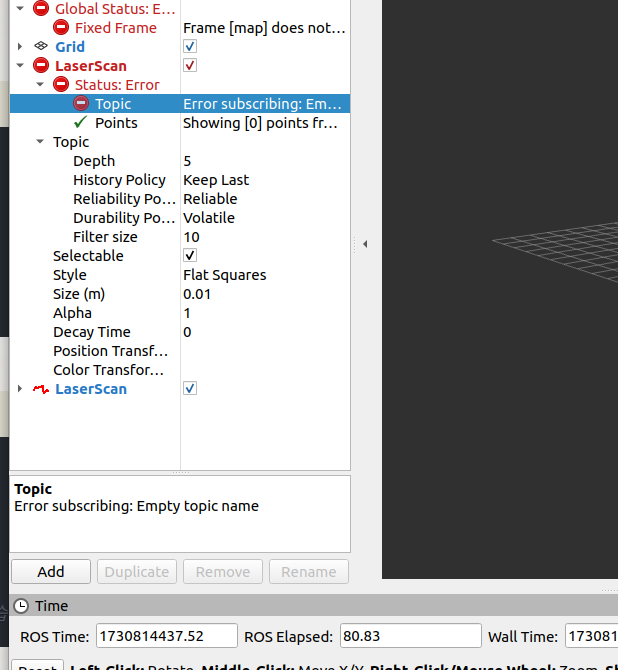 Global Status: E...
Fixed Frame Frame [map] does not...
Grid
LaserScan
Status: Error
Topic Error subscribing: Em...
Points Showing [0] points fr...
Topic
Depth 5
History Policy Keep Last
Reliability Po... Reliable
Durability Po... Volatile
Filter size 10
Selectable
Style Flat Squares
Size (m) 0.01
Alpha 1
Decay Time 0
Position Transf...
Color Transfor...
LaserScan
Topic
Error subscribing: Empty topic name
Add Duplicate Remove Rename
Time
ROS Time: 1730814437.52 ROS Elapsed: 80.83 Wall Time: 173081
Reset Left-Click: Rotate. Middle-Click: Move X/Y. Right-Click/Mouse Wheel: Zoom.